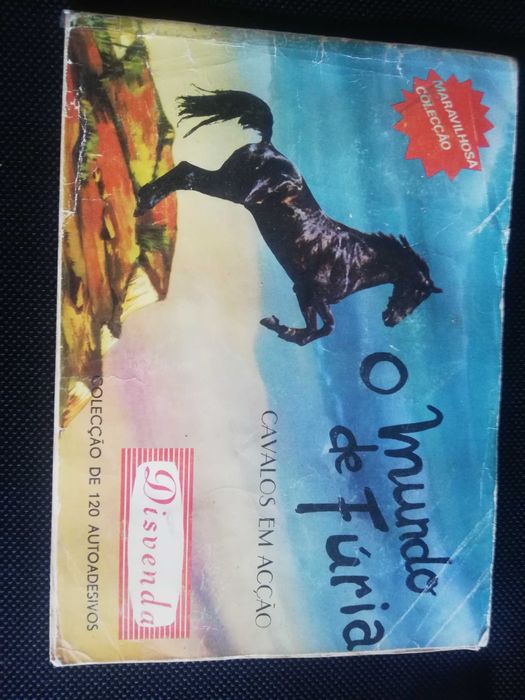 MARAVILHOSA
COLECÇÃO
O Mundo
de Fúria
CAVALOS EM ACÇÃO
Disvenda
COLECÇÃO DE 120 AUTOADESIVOS